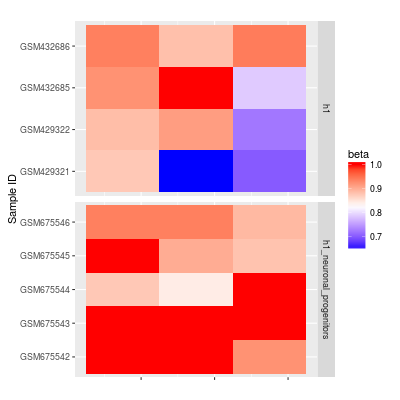 GSM432686
GSM432685
GSM429322
GSM429321
h1
GSM675546
GSM675545
GSM675544
GSM675543
GSM675542
h1_neuronal_progenitors
Sample ID
beta
1.0
0.9
0.8
0.7